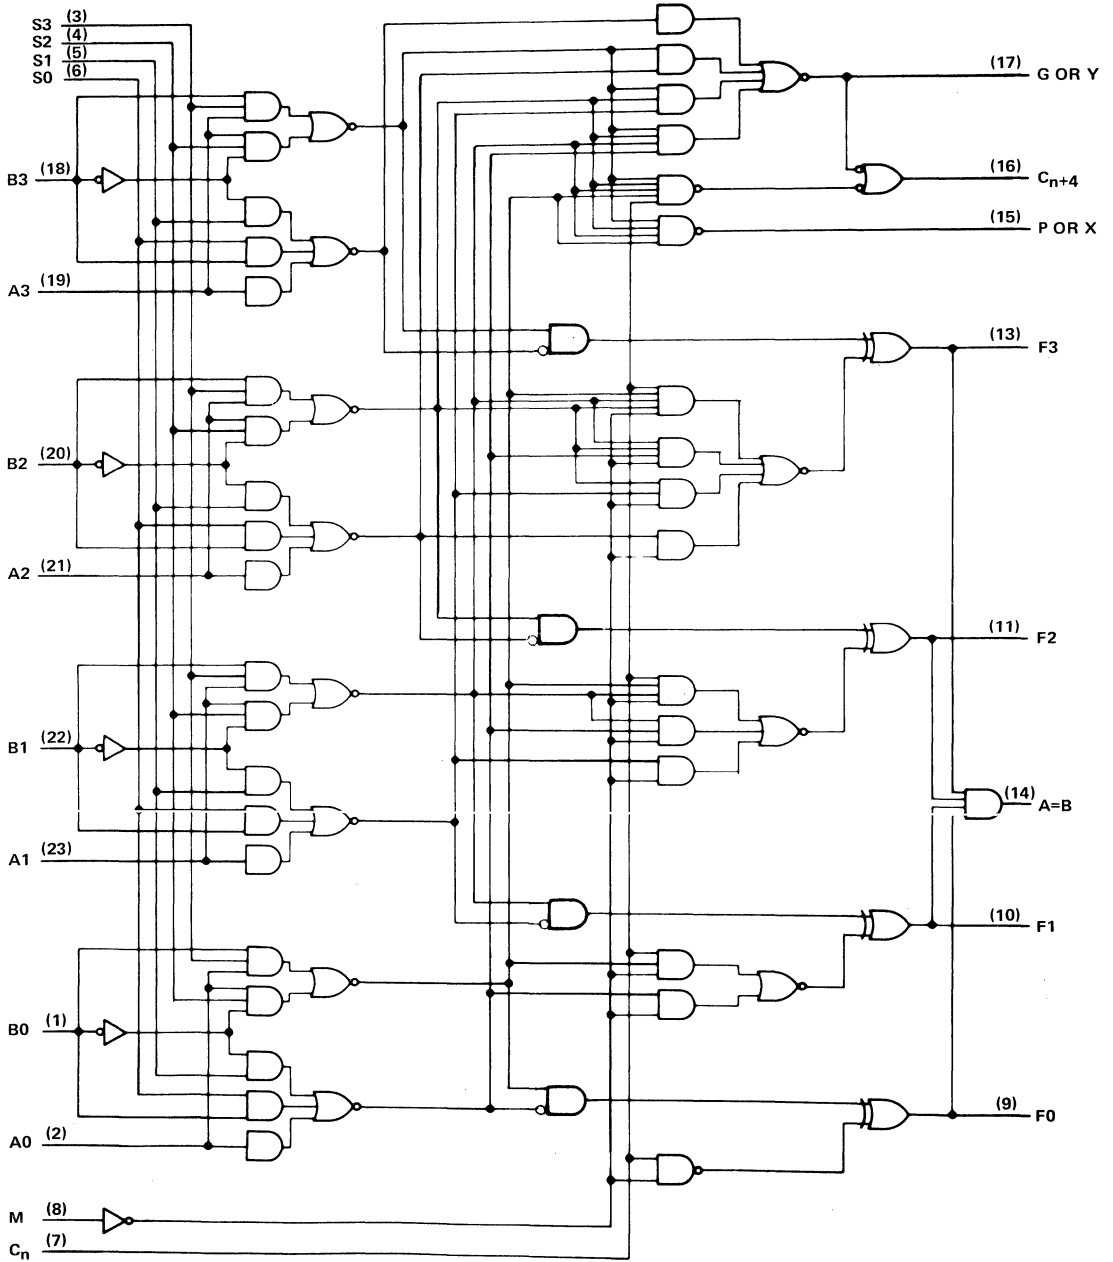 S3 (3)
S2 (4)
S1 (5)
S0 (6)
(17) G OR Y
B3 (18)
(16) Cn+4
(15) P OR X
A3 (19)
(13) F3
B2 (20)
A2 (21)
(11) F2
B1 (22)
(14) A=B
A1 (23)
(10) F1
B0 (1)
(9) F0
A0 (2)
M (8)
Cn (7)